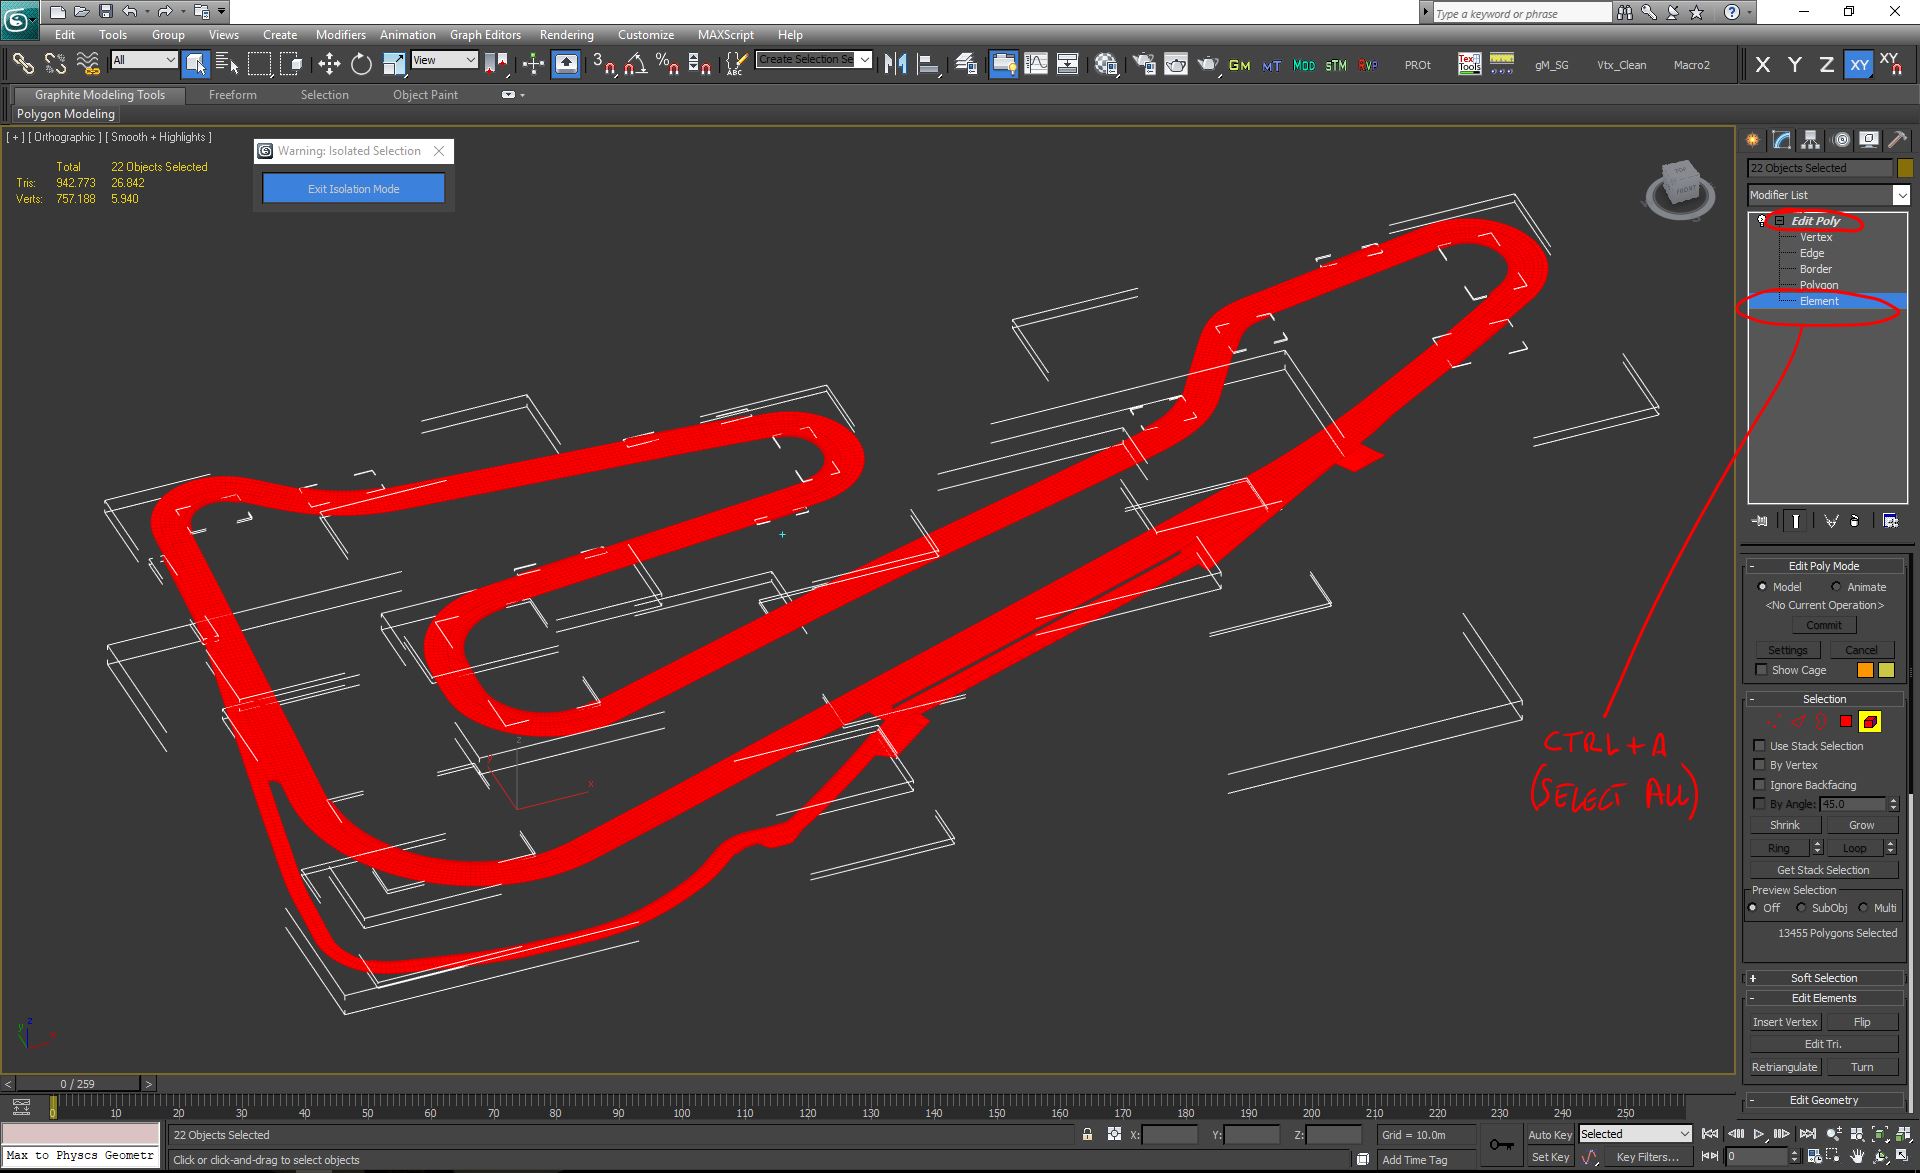 Type a keyword or phrase
Edit Tools Group Views Create Modifiers Animation Graph Editors Rendering Customize MAXScript Help
All View 3 % ABC Create Selection Se GM MT MOD sTM RVP PROt Tex Tools gM_SG Vtx_Clean Macro2 X Y Z XY XY
Graphite Modeling Tools Freeform Selection Object Paint
Polygon Modeling
[ + ] [ Orthographic ] [ Smooth + Highlights ]
Total 22 Objects Selected
Tris: 942.773 26.842
Verts: 757.188 5.940
Warning: Isolated Selection
Exit Isolation Mode
TOP
FRONT
22 Objects Selected
Modifier List
Edit Poly
Vertex
Edge
Border
Polygon
Element
Edit Poly Mode
Model Animate
<No Current Operation>
Commit
Settings Cancel
Show Cage
Selection
Use Stack Selection
By Vertex
Ignore Backfacing
By Angle: 45.0
Shrink Grow
Ring Loop
Get Stack Selection
Preview Selection
Off SubObj Multi
13455 Polygons Selected
Soft Selection
Edit Elements
Insert Vertex Flip
Edit Tri.
Retriangulate Turn
Edit Geometry
CTRL + A
(SELECT ALL)
z
x
z
y
< 0 / 259 >
0 10 20 30 40 50 60 70 80 90 100 110 120 130 140 150 160 170 180 190 200 210 220 230 240 250
22 Objects Selected X: Y: Z: Grid = 10.0m Auto Key Selected
Max to Physcs Geometr Click or click-and-drag to select objects Add Time Tag Set Key Key Filters... 0